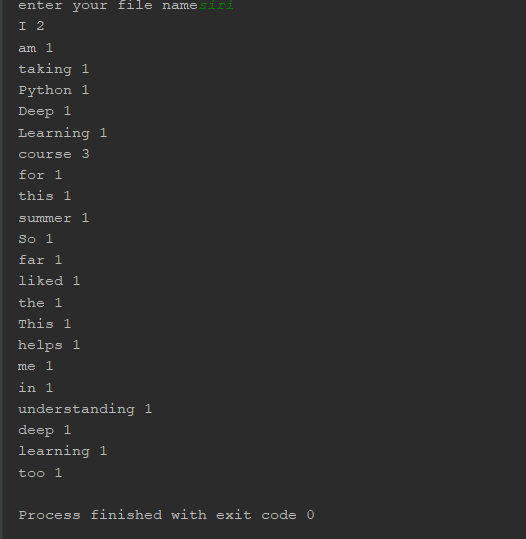 enter your file namesiri
I 2
am 1
taking 1
Python 1
Deep 1
Learning 1
course 3
for 1
this 1
summer 1
So 1
far 1
liked 1
the 1
This 1
helps 1
me 1
in 1
understanding 1
deep 1
learning 1
too 1
Process finished with exit code 0